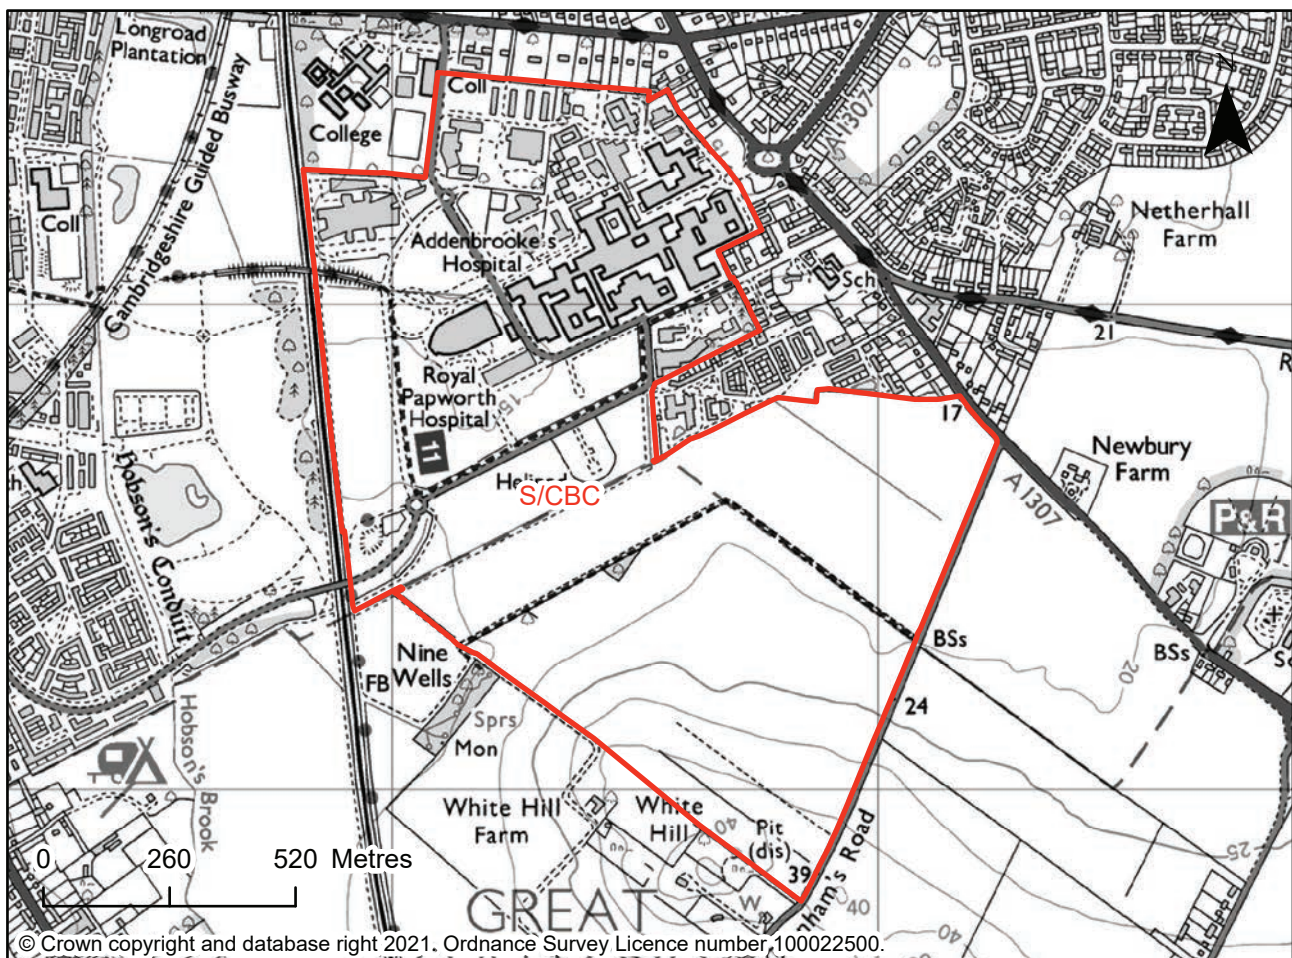 Longroad
Plantation
Cambridgeshire Guided Busway
College
Coll
Coll
A1307
N
Netherhall
Farm
Addenbrooke's
Hospital
Sch
21
R
Royal
Papworth
Hospital
15
17
11
Newbury
Farm
A1307
P&R
S/CBC
Hobson's Conduit
BSs
BSs
20
Nine
Wells
FB
24
Sprs
Mon
Hobson's
Brook
White Hill
Farm
White
Hill
40
Pit
(dis)
39
25
0 260 520 Metres
GREAT
W
40
40
© Crown copyright and database right 2021. Ordnance Survey Licence number 100022500.